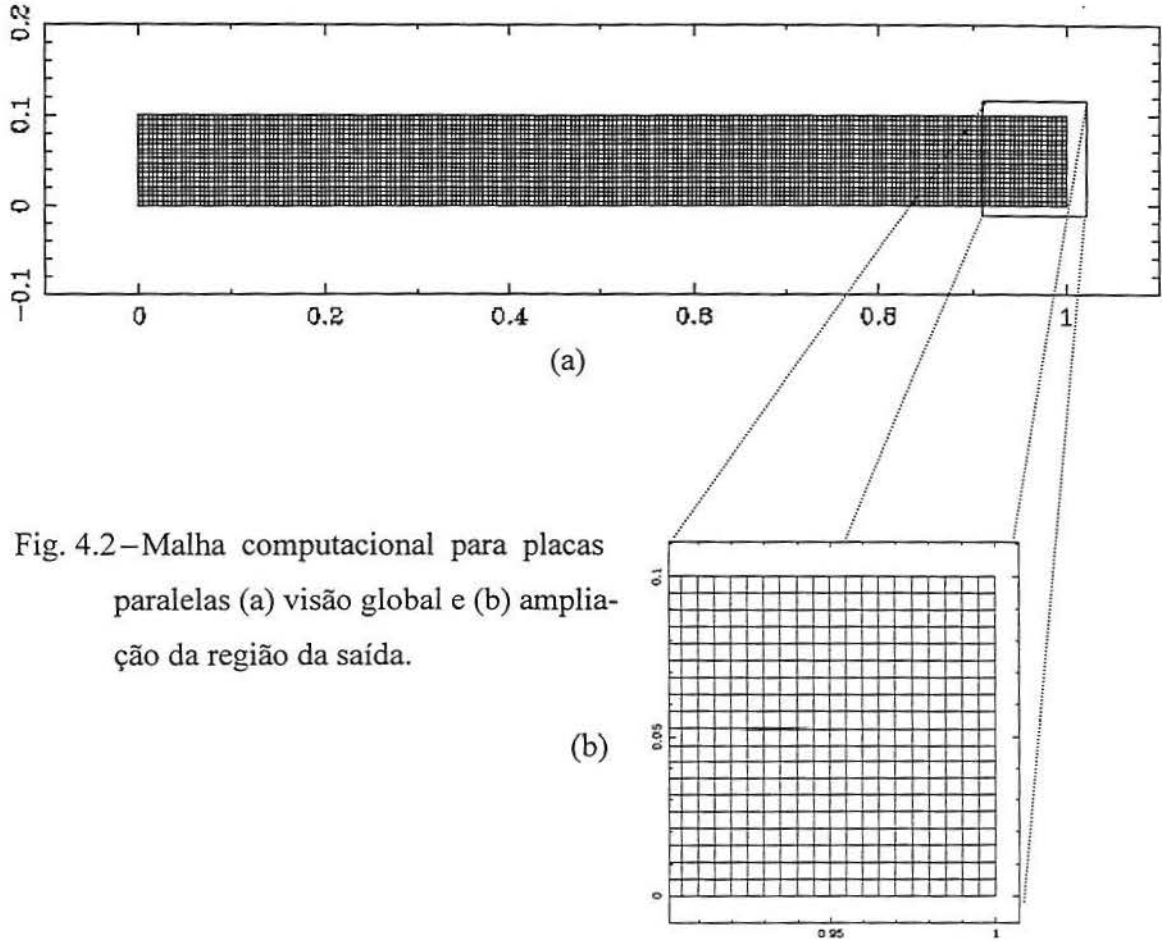 0.2
0.1
0
-0.1
0 0.2 0.4 0.6 0.8 1
(a)
Fig. 4.2–Malha computacional para placas
paralelas (a) visão global e (b) amplia-
ção da região da saída.
(b)
0.1
0.05
0
0.95 1